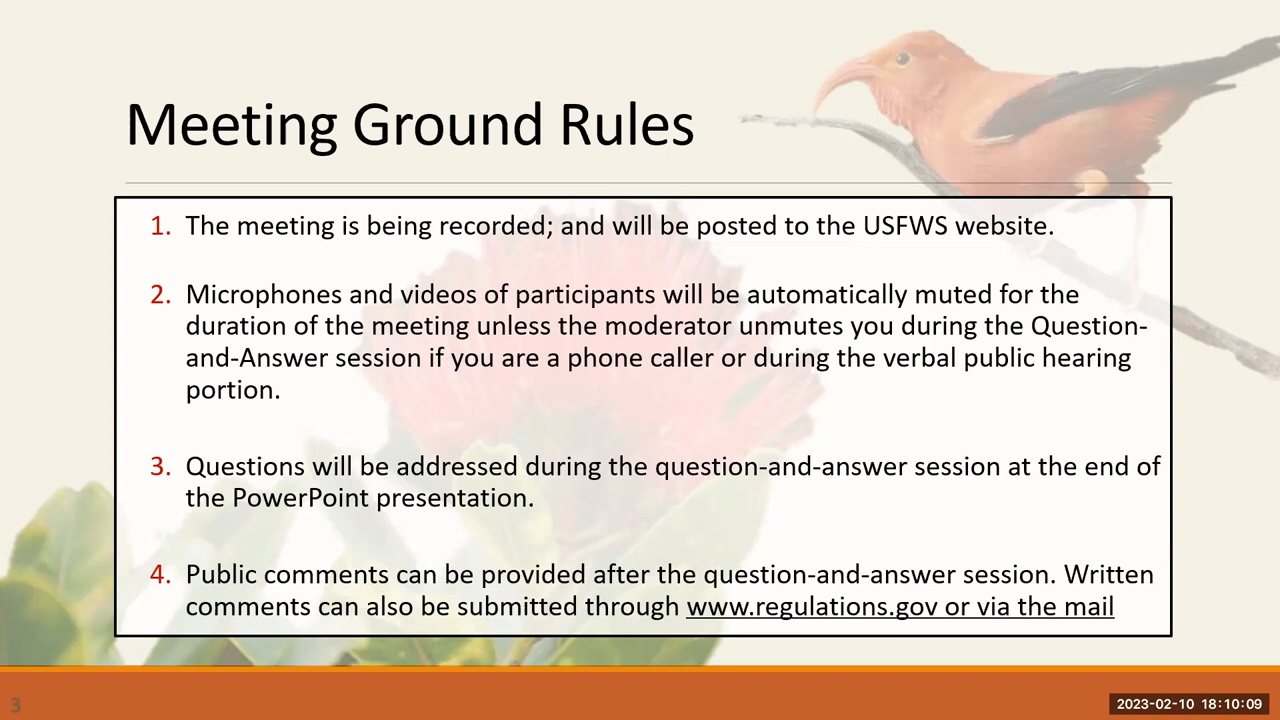 Meeting Ground Rules
1. The meeting is being recorded; and will be posted to the USFWS website.
2. Microphones and videos of participants will be automatically muted for the
duration of the meeting unless the moderator unmutes you during the Question-
and-Answer session if you are a phone caller or during the verbal public hearing
portion.
3. Questions will be addressed during the question-and-answer session at the end of
the PowerPoint presentation.
4. Public comments can be provided after the question-and-answer session. Written
comments can also be submitted through www.regulations.gov or via the mail
3
2023-02-10 18:10:09